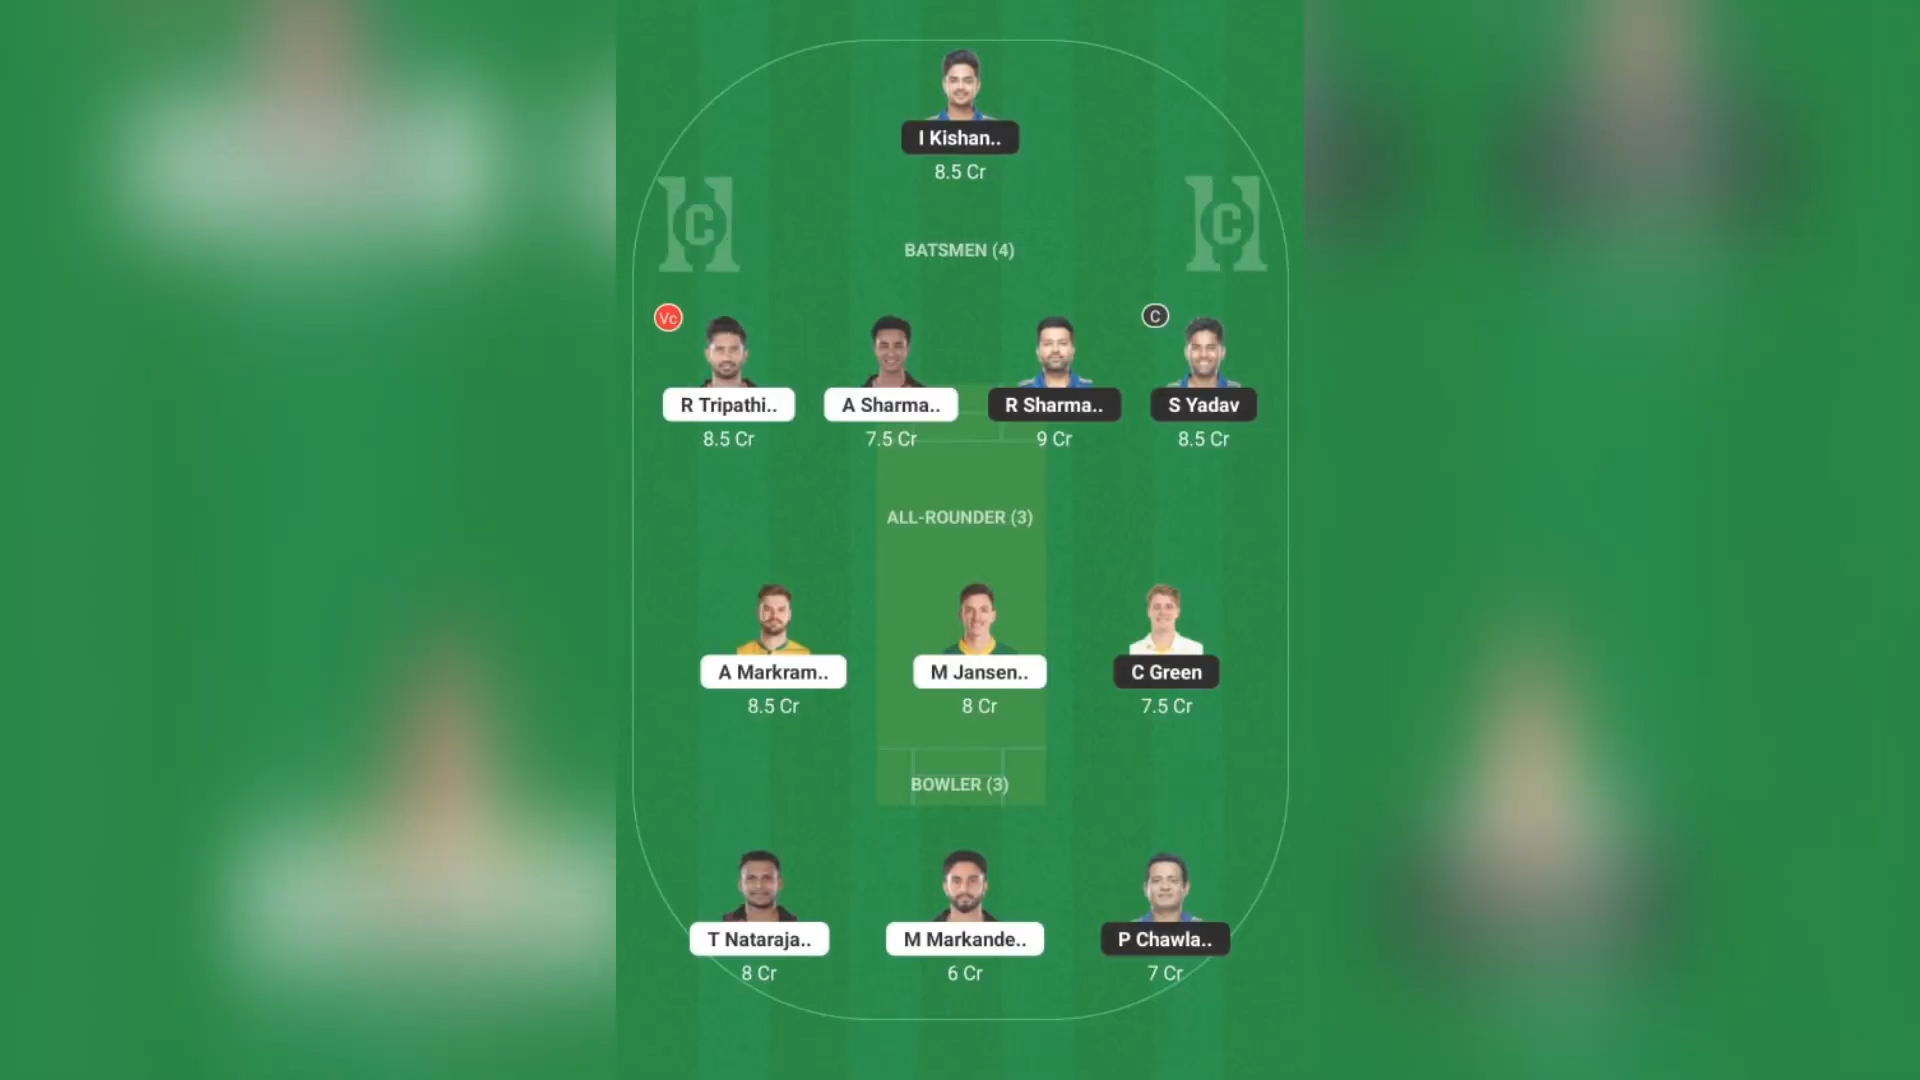 I Kishan..
8.5 Cr
HC HC
BATSMEN (4)
Vc C
R Tripathi.. A Sharma.. R Sharma.. S Yadav
8.5 Cr 7.5 Cr 9 Cr 8.5 Cr
ALL-ROUNDER (3)
A Markram.. M Jansen.. C Green
8.5 Cr 8 Cr 7.5 Cr
BOWLER (3)
T Nataraja.. M Markande.. P Chawla..
8 Cr 6 Cr 7 Cr